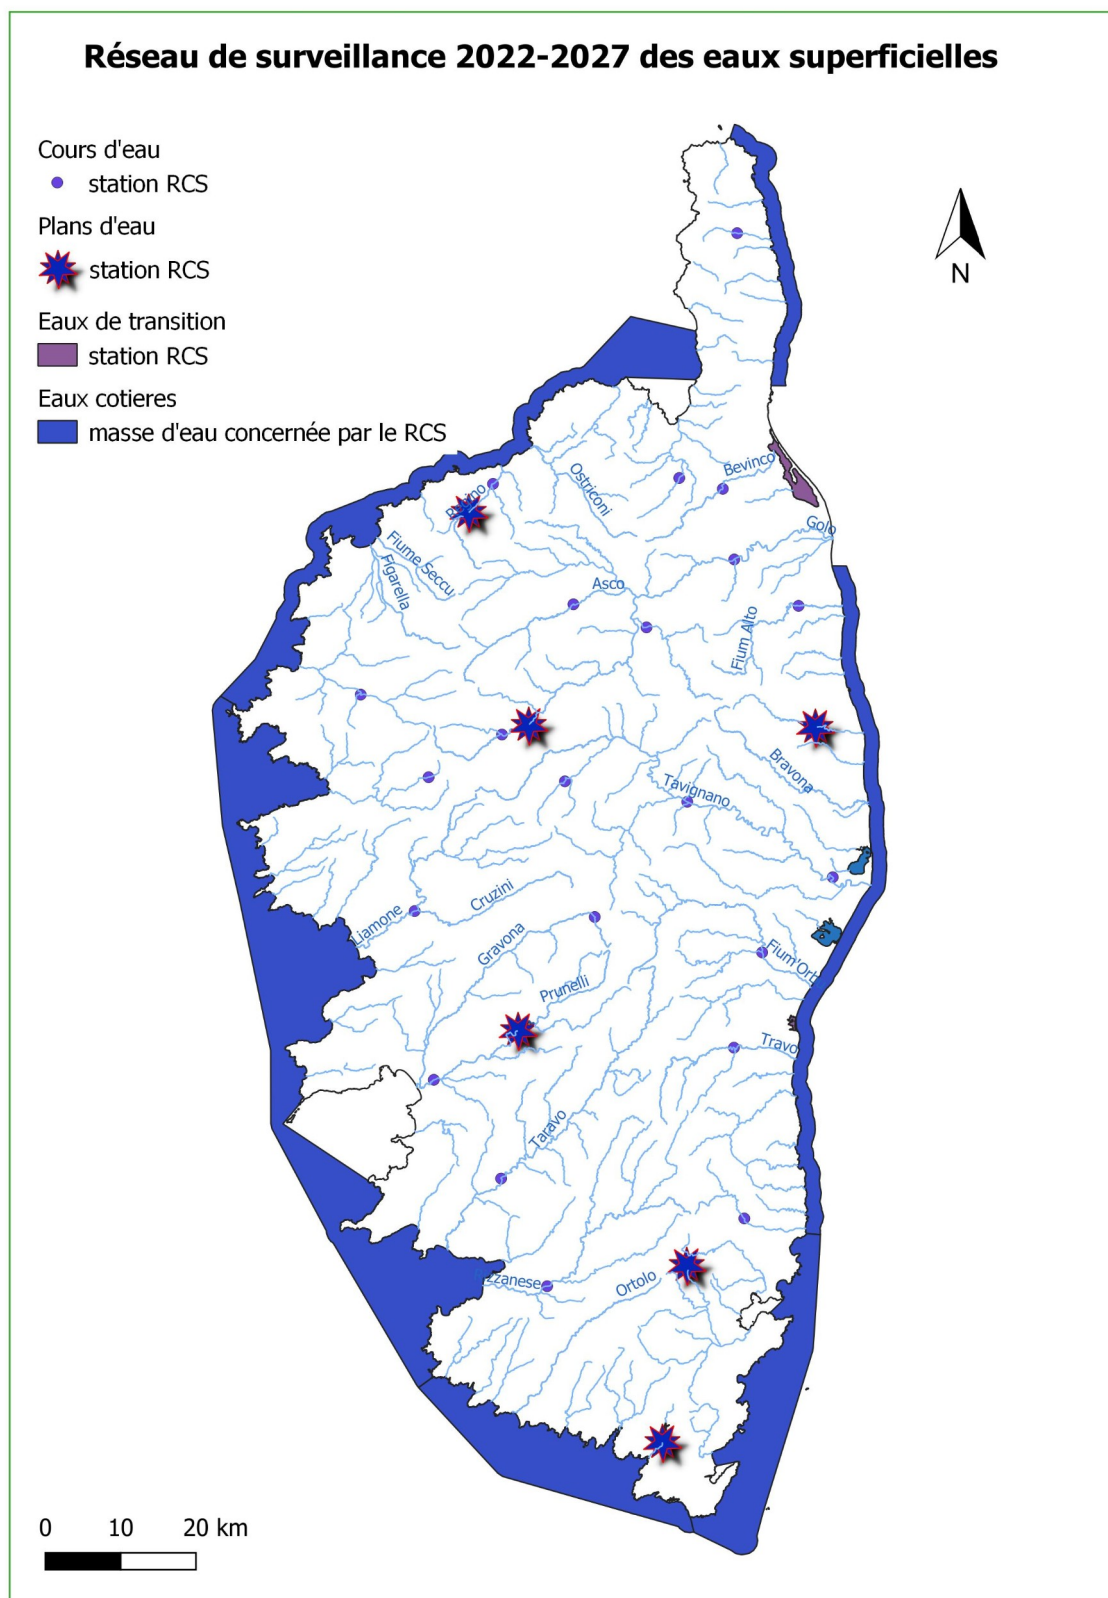 Réseau de surveillance 2022-2027 des eaux superficielles
Cours d'eau
station RCS
Plans d'eau
station RCS
Eaux de transition
station RCS
Eaux cotieres
masse d'eau concernée par le RCS
N
Bevinco
Ostriconi
Golo
Fiume Seccu
Figarella
Asco
Fium Alto
Bravona
Tavignano
Cruzini
Liamone
Gravona
Fium'Orb
Prunelli
Travo
Taravo
Ortolo
0 10 20 km